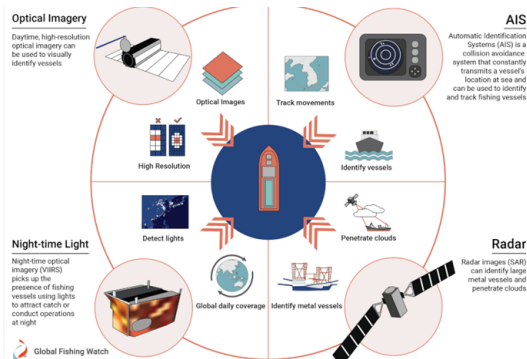 Optical Imagery
Daytime, high-resolution
optical imagery can
be used to visually
identify vessels
AIS
Automatic Identification
Systems (AIS) is a
collision avoidance
system that constantly
transmits a vessel's
location at sea and
can be used to identify
and track fishing vessels
Optical Images
Track movements
High Resolution
Identify vessels
Detect lights
Penetrate clouds
Global daily coverage
Identify metal vessels
Night-time Light
Night-time optical
imagery (VIIRS)
picks up the
presence of fishing
vessels using lights
to attract catch or
conduct operations
at night
Radar
Radar images (SAR)
can identify large
metal vessels and
penetrate clouds
Global Fishing Watch